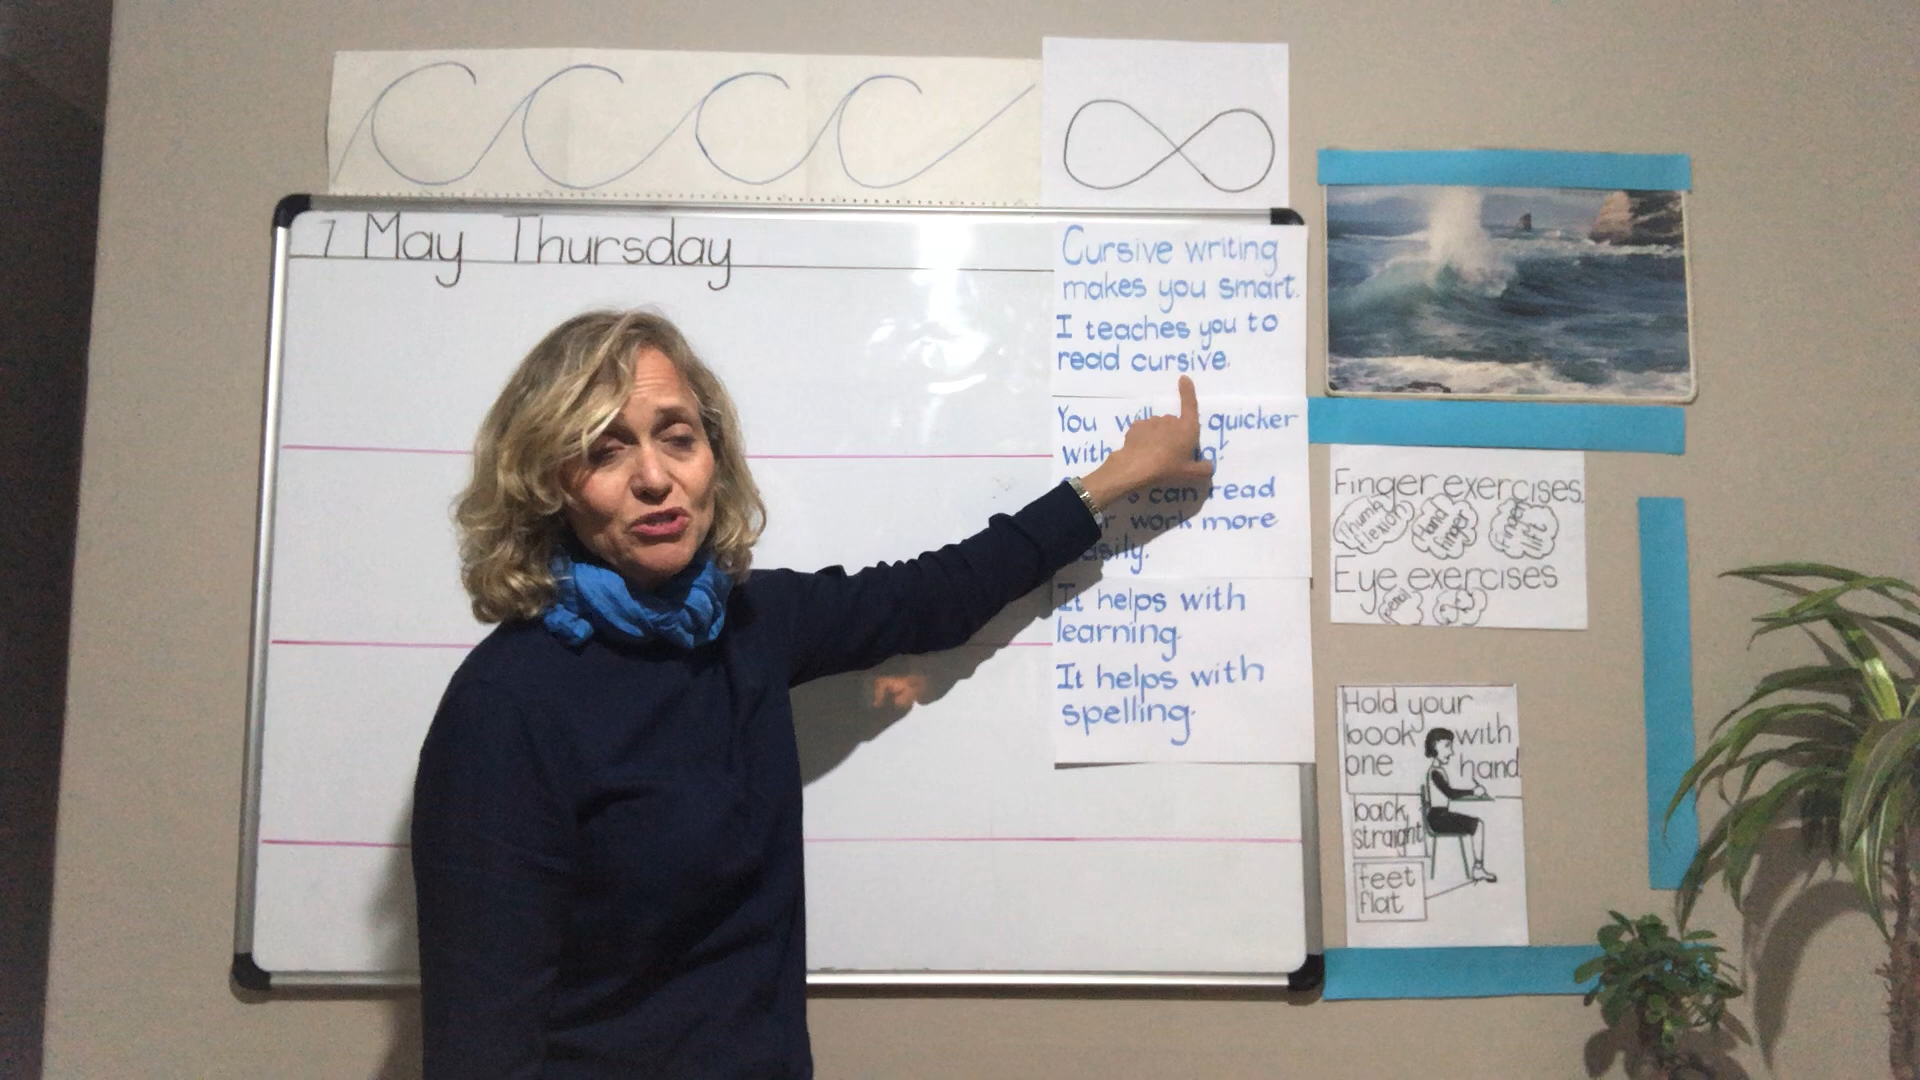 7 May Thursday
Cursive writing
makes you smart.
I teaches you to
read cursive.
You quicker
with
can read
work more
easily.
It helps with
learning.
It helps with
spelling.
Finger exercises.
Thumb
flexion
Hand
finger
Finger
lift
Eye exercises
pencil
Hold your
book with
one hand
back
straight
feet
flat